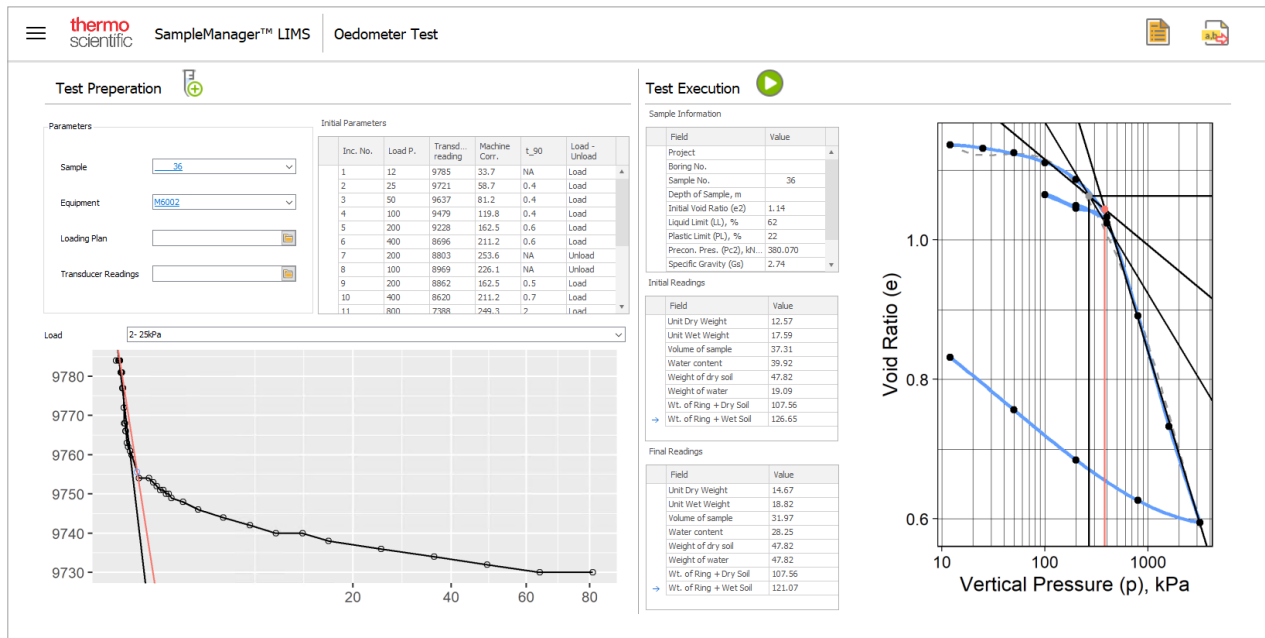 thermo
scientific
SampleManager™ LIMS
Oedometer Test
a,b
Test Preperation
Parameters
Sample 36
Equipment M6002
Loading Plan
Transducer Readings
Initial Parameters
Inc. No. Load P. Transd... reading Machine Corr. t_90 Load - Unload
1 12 9785 33.7 NA Load
2 25 9721 58.7 0.4 Load
3 50 9637 81.2 0.4 Load
4 100 9479 119.8 0.4 Load
5 200 9228 162.5 0.6 Load
6 400 8696 211.2 0.6 Load
7 200 8803 253.6 NA Unload
8 100 8969 226.1 NA Unload
9 200 8862 162.5 0.5 Load
10 400 8620 211.2 0.7 Load
11 800 7388 249.3 2 Load
Load 2- 25kPa
9780
9770
9760
9750
9740
9730
20 40 60 80
Test Execution
Sample Information
Field Value
Project
Boring No.
Sample No. 36
Depth of Sample, m
Initial Void Ratio (e2) 1.14
Liquid Limit (LL), % 62
Plastic Limit (PL), % 22
Precon. Pres. (Pc2), kN... 380.070
Specific Gravity (Gs) 2.74
Initial Readings
Field Value
Unit Dry Weight 12.57
Unit Wet Weight 17.59
Volume of sample 37.31
Water content 39.92
Weight of dry soil 47.82
Weight of water 19.09
Wt. of Ring + Dry Soil 107.56
Wt. of Ring + Wet Soil 126.65
Final Readings
Field Value
Unit Dry Weight 14.67
Unit Wet Weight 18.82
Volume of sample 31.97
Water content 28.25
Weight of dry soil 47.82
Weight of water 47.82
Wt. of Ring + Dry Soil 107.56
Wt. of Ring + Wet Soil 121.07
Void Ratio (e)
1.0
0.8
0.6
10 100 1000
Vertical Pressure (p), kPa